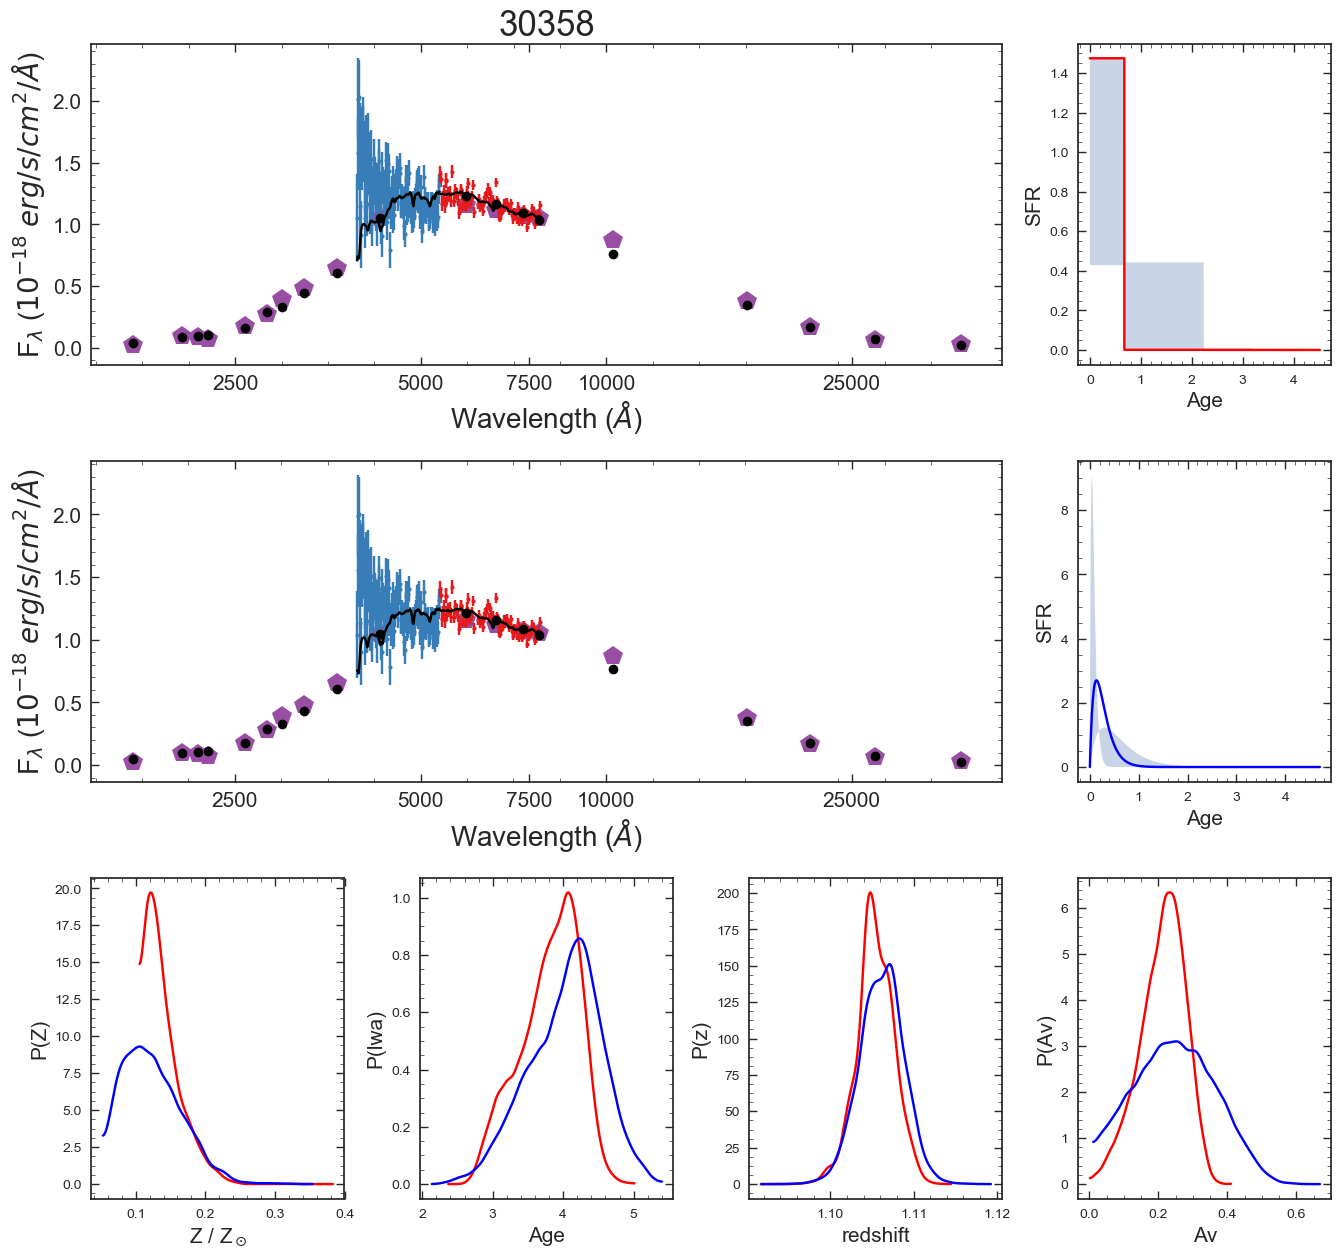 30358
F_λ (10^{-18} erg/s/cm^2/Å)
2.0
1.5
1.0
0.5
0.0
2500 5000 7500 10000 25000
Wavelength (Å)
SFR
1.4
1.2
1.0
0.8
0.6
0.4
0.2
0.0
0 1 2 3 4
Age
F_λ (10^{-18} erg/s/cm^2/Å)
2.0
1.5
1.0
0.5
0.0
2500 5000 7500 10000 25000
Wavelength (Å)
SFR
8
6
4
2
0
0 1 2 3 4
Age
P(Z)
20.0
17.5
15.0
12.5
10.0
7.5
5.0
2.5
0.0
0.1 0.2 0.3 0.4
Z / Z_⊙
P(lwa)
1.0
0.8
0.6
0.4
0.2
0.0
2 3 4 5
Age
P(z)
200
175
150
125
100
75
50
25
0
1.10 1.11 1.12
redshift
P(Av)
6
5
4
3
2
1
0
0.0 0.2 0.4 0.6
Av